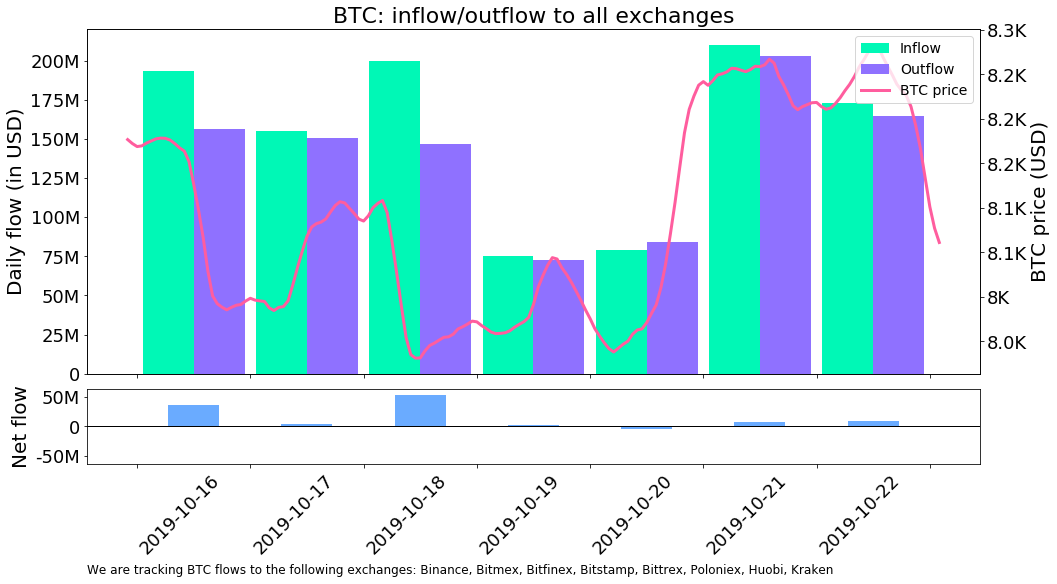 BTC: inflow/outflow to all exchanges
Daily flow (in USD)
200M
175M
150M
125M
100M
75M
50M
25M
0
Inflow
Outflow
BTC price
8.3K
8.2K
8.2K
8.2K
8.1K
8.1K
8K
8.0K
BTC price (USD)
Net flow
50M
0
-50M
2019-10-16
2019-10-17
2019-10-18
2019-10-19
2019-10-20
2019-10-21
2019-10-22
We are tracking BTC flows to the following exchanges: Binance, Bitmex, Bitfinex, Bitstamp, Bittrex, Poloniex, Huobi, Kraken